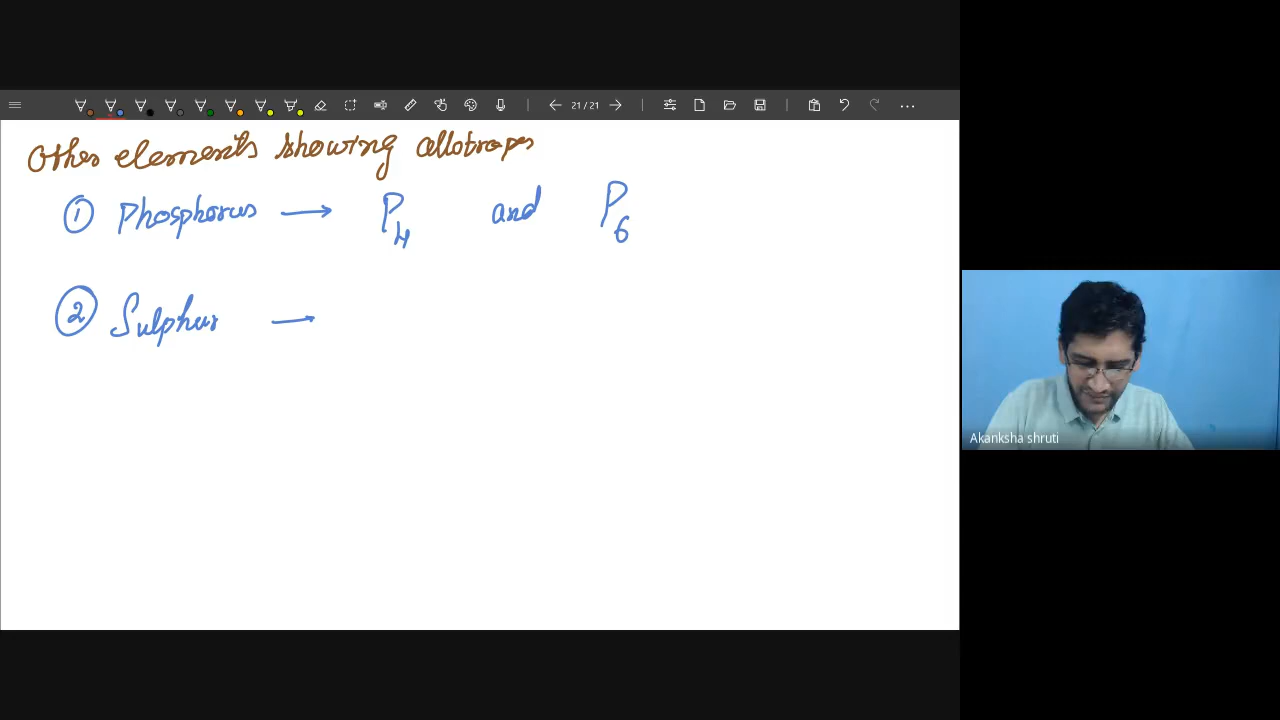 21/21
Other elements showing allotropes
① Phosphorus → P₄ and P₆
② Sulphur →
Akanksha shruti